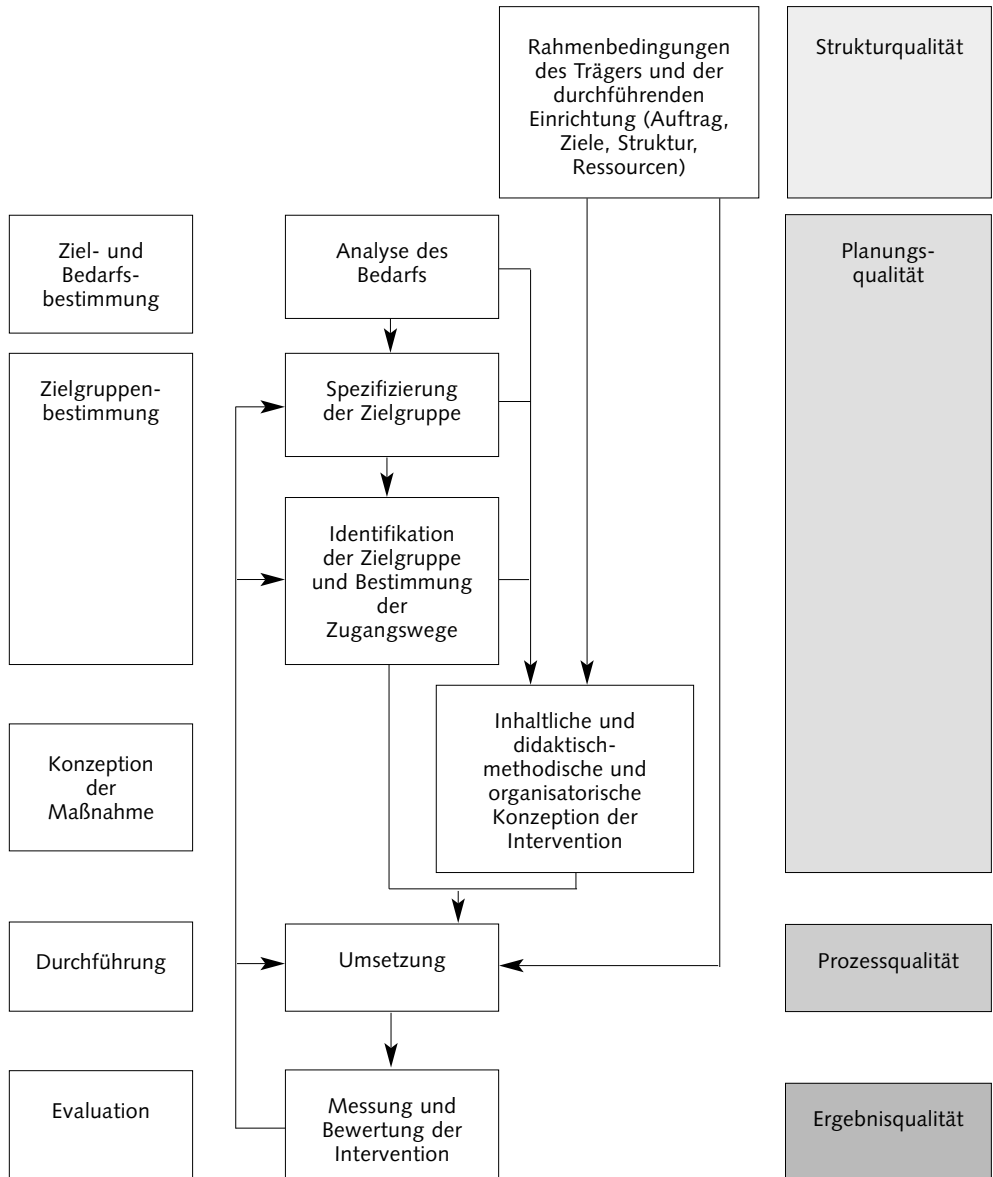 Rahmenbedingungen
des Trägers und der
durchführenden
Einrichtung (Auftrag,
Ziele, Struktur,
Ressourcen)
Strukturqualität
Ziel- und
Bedarfs-
bestimmung
Analyse des
Bedarfs
Planungs-
qualität
Zielgruppen-
bestimmung
Spezifizierung
der Zielgruppe
Identifikation
der Zielgruppe
und Bestimmung
der
Zugangswege
Konzeption
der
Maßnahme
Inhaltliche und
didaktisch-
methodische und
organisatorische
Konzeption der
Intervention
Durchführung
Umsetzung
Prozessqualität
Evaluation
Messung und
Bewertung der
Intervention
Ergebnisqualität